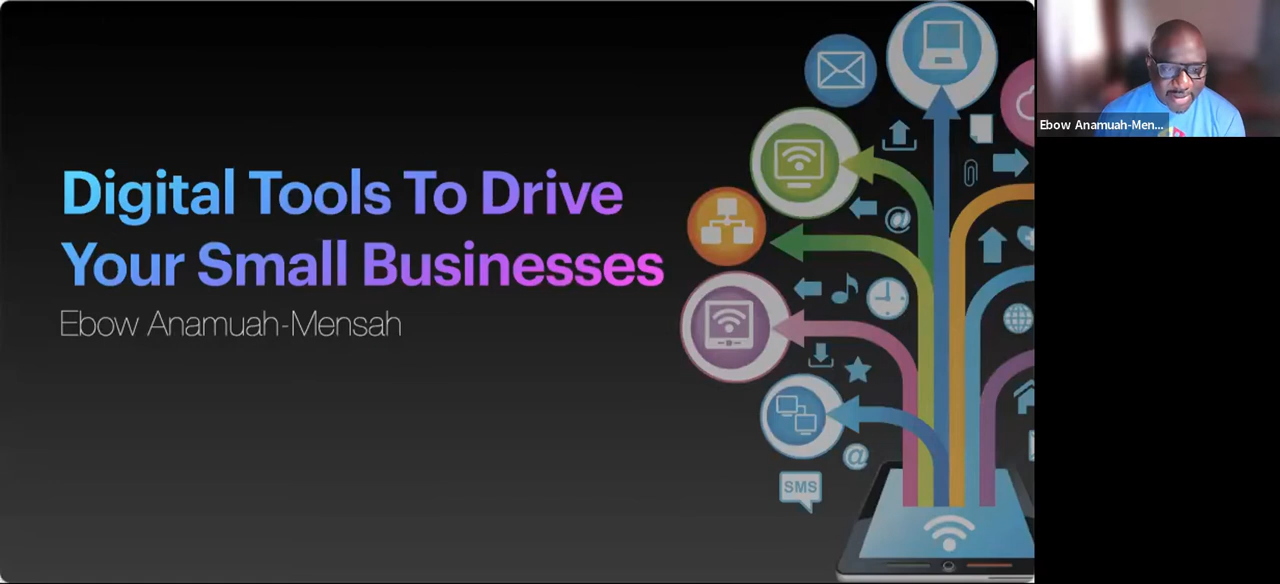 Digital Tools To Drive
Your Small Businesses
Ebow Anamuah-Mensah
@
@
SMS
Ebow Anamuah-Men...